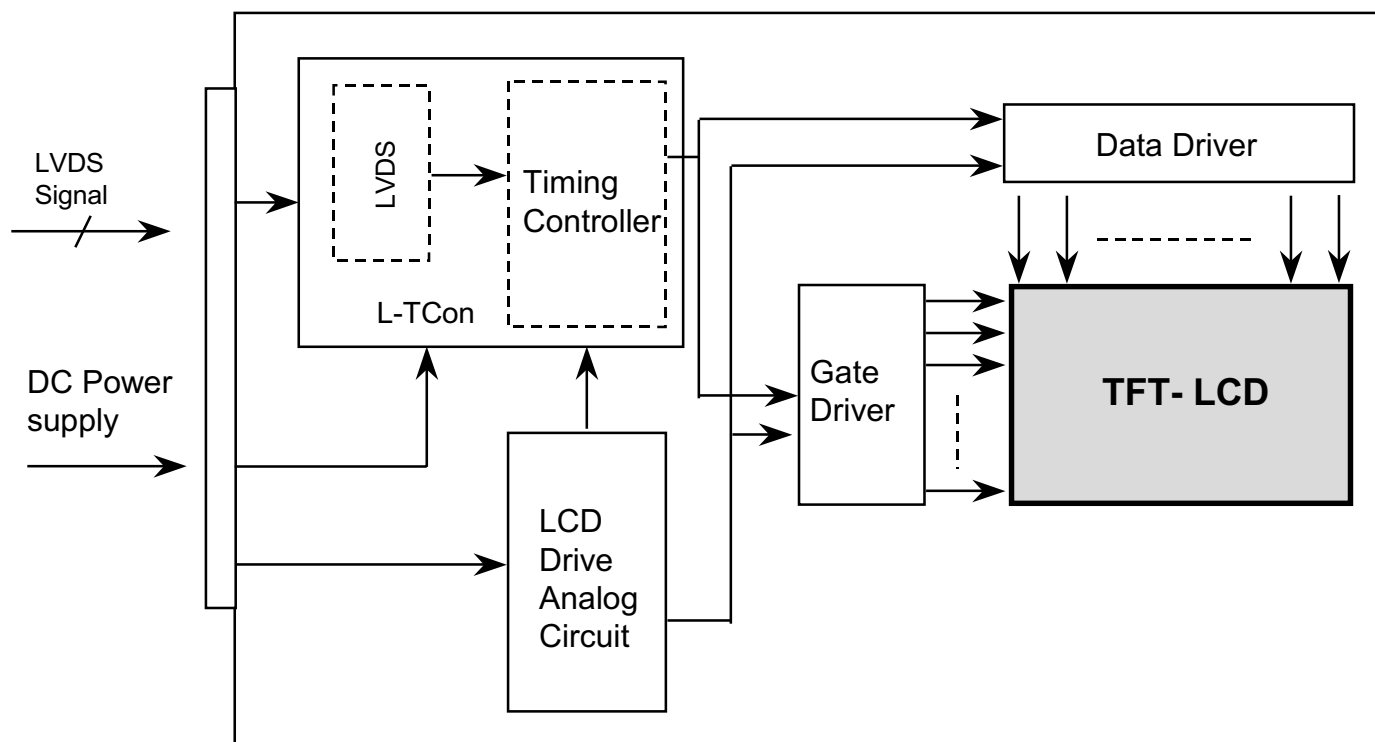 LVDS
Signal
DC Power
supply
LVDS
Timing
Controller
L-TCon
LCD
Drive
Analog
Circuit
Gate
Driver
Data Driver
TFT- LCD